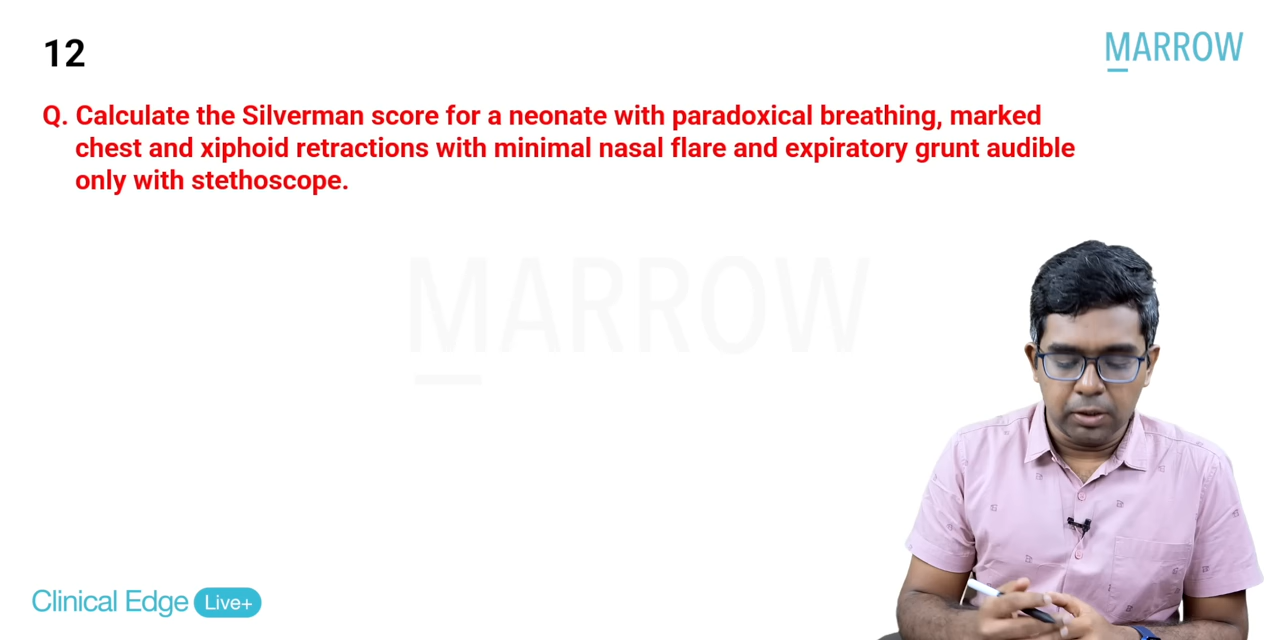 12
MARROW
Q. Calculate the Silverman score for a neonate with paradoxical breathing, marked
chest and xiphoid retractions with minimal nasal flare and expiratory grunt audible
only with stethoscope.
MARROW
Clinical Edge Live+